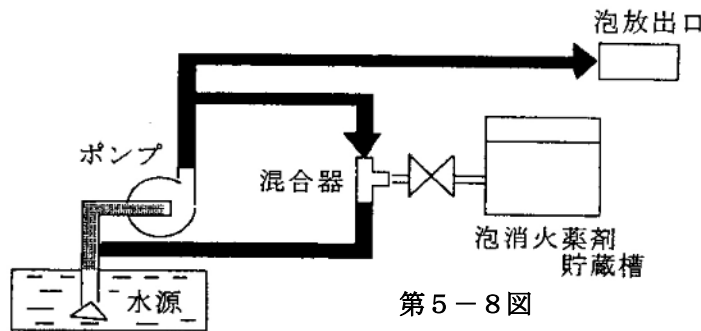 泡放出口
ポンプ
混合器
泡消火薬剤
貯蔵槽
水源
第５－８図